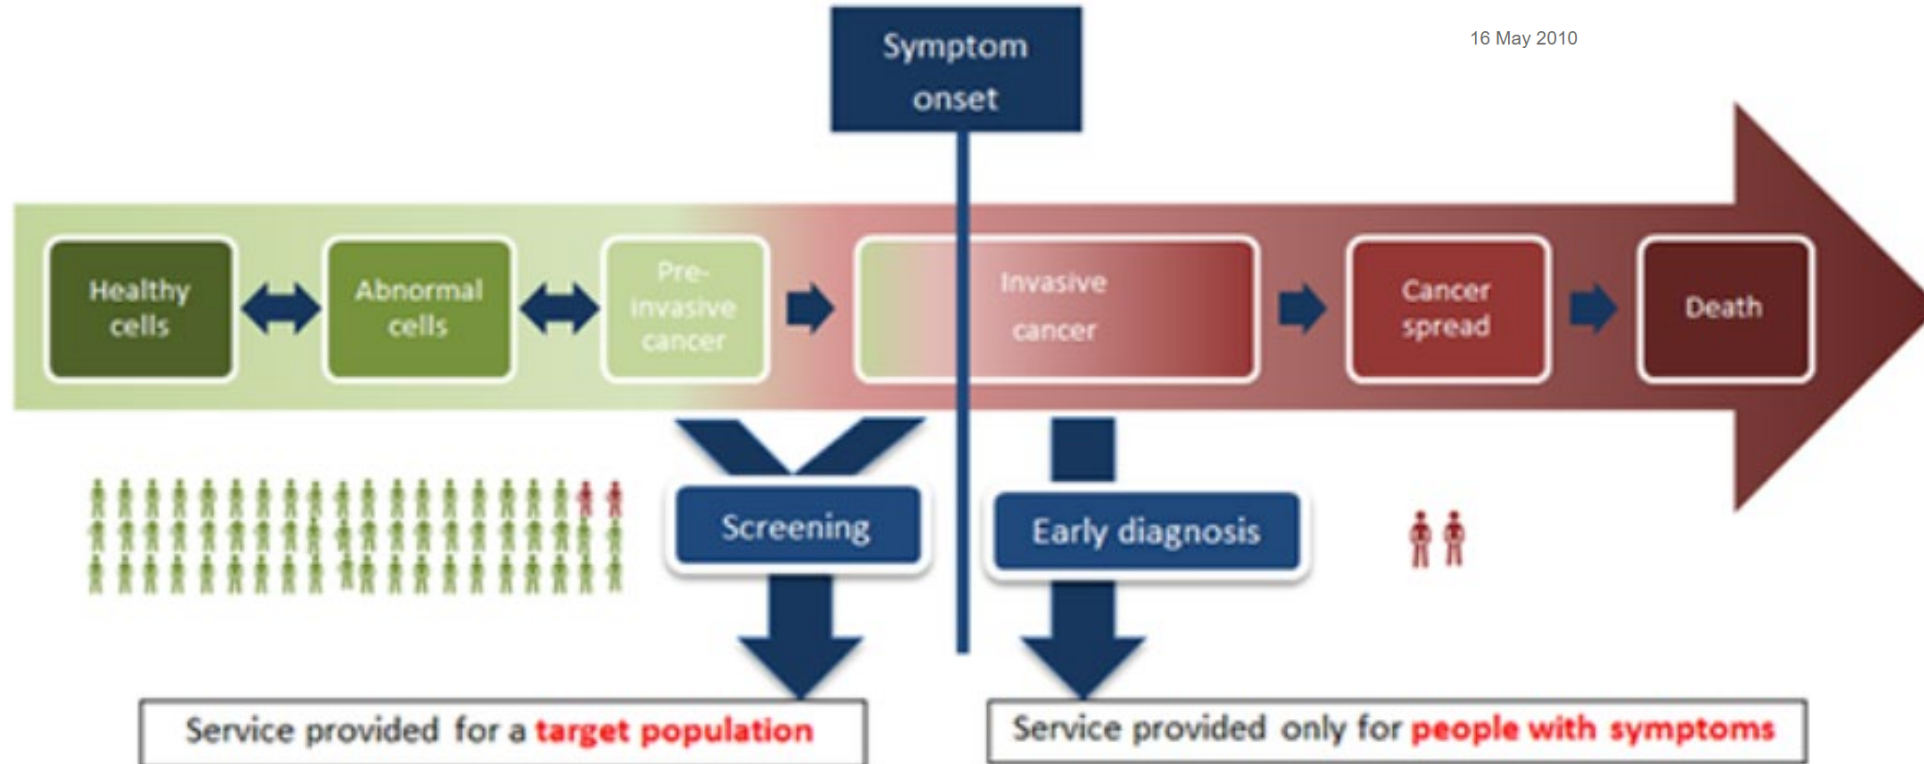 Symptom
onset
16 May 2010
Healthy
cells
Abnormal
cells
Pre-
invasive
cancer
Invasive
cancer
Cancer
spread
Death
Screening
Early diagnosis
Service provided for a target population
Service provided only for people with symptoms